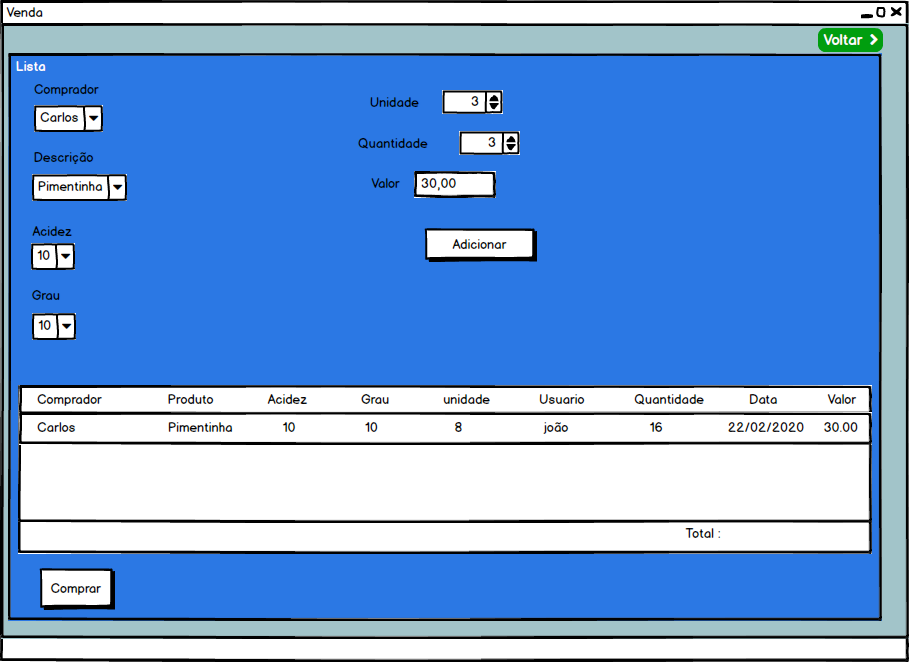 Venda
Voltar
Lista
Comprador
Carlos
Descrição
Pimentinha
Acidez
10
Grau
10
Unidade 3
Quantidade 3
Valor 30,00
Adicionar
Comprador Produto Acidez Grau unidade Usuario Quantidade Data Valor
Carlos Pimentinha 10 10 8 joão 16 22/02/2020 30.00
Total :
Comprar